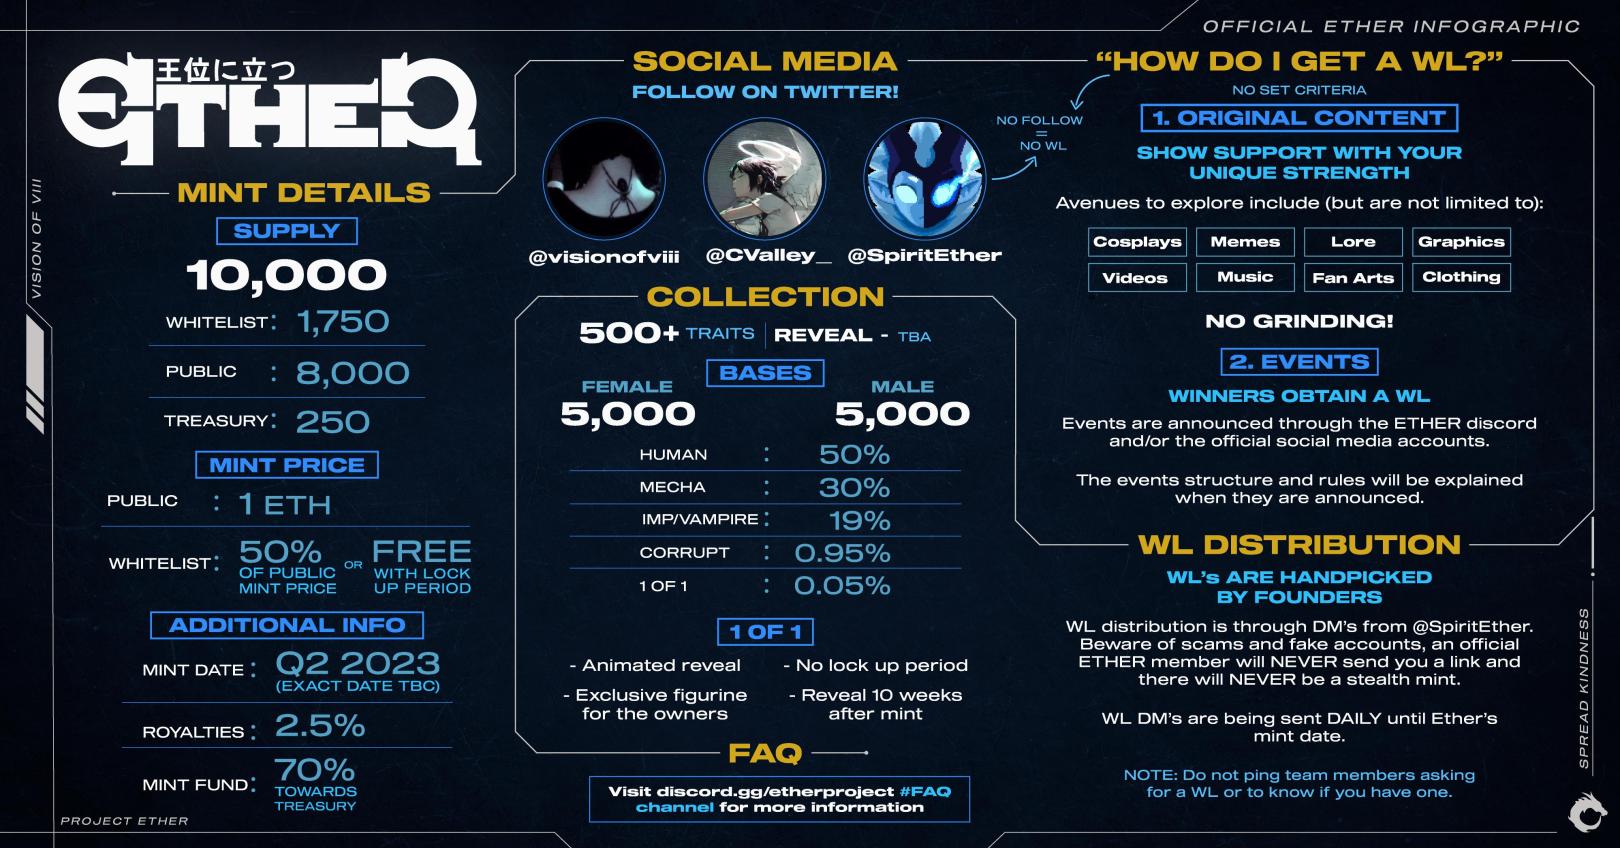 OFFICIAL ETHER INFOGRAPHIC
王位に立つ
ETHER
VISION OF VIII
MINT DETAILS
SUPPLY
10,000
WHITELIST: 1,750
PUBLIC : 8,000
TREASURY: 250
MINT PRICE
PUBLIC : 1 ETH
WHITELIST: 50% OR FREE
OF PUBLIC WITH LOCK
MINT PRICE UP PERIOD
ADDITIONAL INFO
MINT DATE : Q2 2023
(EXACT DATE TBC)
ROYALTIES : 2.5%
MINT FUND: 70%
TOWARDS
TREASURY
PROJECT ETHER
SOCIAL MEDIA
FOLLOW ON TWITTER!
NO FOLLOW
=
NO WL
@visionofviii @CValley_ @SpiritEther
COLLECTION
500+ TRAITS REVEAL - TBA
BASES
FEMALE MALE
5,000 5,000
HUMAN : 50%
MECHA : 30%
IMP/VAMPIRE : 19%
CORRUPT : 0.95%
1 OF 1 : 0.05%
1 OF 1
- Animated reveal - No lock up period
- Exclusive figurine - Reveal 10 weeks
for the owners after mint
FAQ
Visit discord.gg/etherproject #FAQ
channel for more information
“HOW DO I GET A WL?”
NO SET CRITERIA
1. ORIGINAL CONTENT
SHOW SUPPORT WITH YOUR
UNIQUE STRENGTH
Avenues to explore include (but are not limited to):
Cosplays Memes Lore Graphics
Videos Music Fan Arts Clothing
NO GRINDING!
2. EVENTS
WINNERS OBTAIN A WL
Events are announced through the ETHER discord
and/or the official social media accounts.
The events structure and rules will be explained
when they are announced.
WL DISTRIBUTION
WL's ARE HANDPICKED
BY FOUNDERS
WL distribution is through DM's from @SpiritEther.
Beware of scams and fake accounts, an official
ETHER member will NEVER send you a link and
there will NEVER be a stealth mint.
WL DM's are being sent DAILY until Ether's
mint date.
NOTE: Do not ping team members asking
for a WL or to know if you have one.
SPREAD KINDNESS